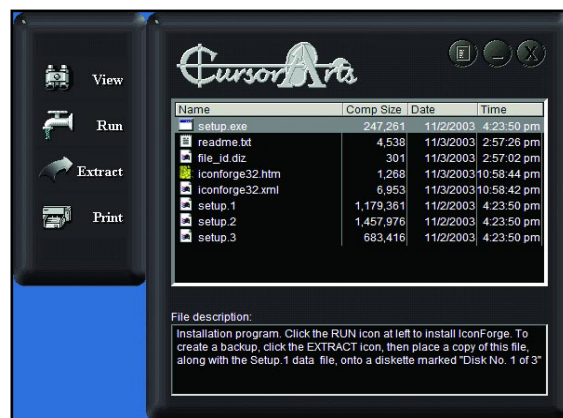 CursorArts
View
Run
Extract
Print
Name Comp Size Date Time
setup.exe 247,261 11/2/2003 4:23:50 pm
readme.txt 4,538 11/3/2003 2:57:26 pm
file_id.diz 301 11/3/2003 2:57:02 pm
iconforge32.htm 1,268 11/3/2003 10:58:44 pm
iconforge32.xml 6,953 11/3/2003 10:58:42 pm
setup.1 1,179,361 11/2/2003 4:23:50 pm
setup.2 1,457,976 11/2/2003 4:23:50 pm
setup.3 683,416 11/2/2003 4:23:50 pm
File description:
Installation program. Click the RUN icon at left to install IconForge. To
create a backup, click the EXTRACT icon, then place a copy of this file,
along with the Setup.1 data file, onto a diskette marked "Disk No. 1 of 3"